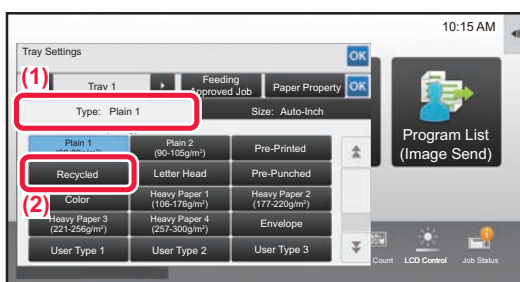 10:15 AM
Tray Settings
OK
(1)
Tray 1
Feeding
Approved Job
Paper Property
OK
Type: Plain 1
Size: Auto-Inch
Plain 1
Plain 2
(90-105g/m²)
Pre-Printed
Program List
(Image Send)
Recycled
Letter Head
Pre-Punched
(2)
Color
Heavy Paper 1
(106-176g/m²)
Heavy Paper 2
(177-220g/m²)
Heavy Paper 3
(221-256g/m²)
Heavy Paper 4
(257-300g/m²)
Envelope
User Type 1
User Type 2
User Type 3
Count
LCD Control
Job Status